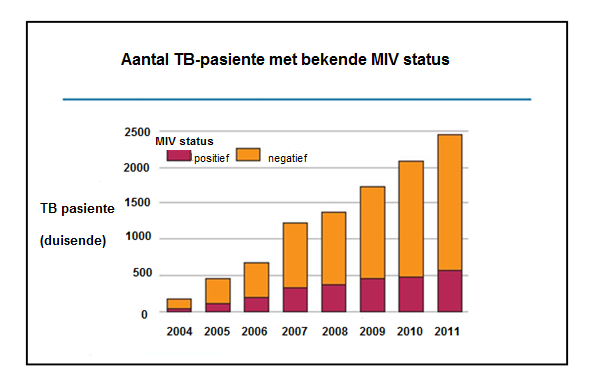 Aantal TB-pasiente met bekende MIV status
2500
MIV status
positief negatief
2000
1500
TB pasiente
1000
(duisende)
500
0
2004 2005 2006 2007 2008 2009 2010 2011